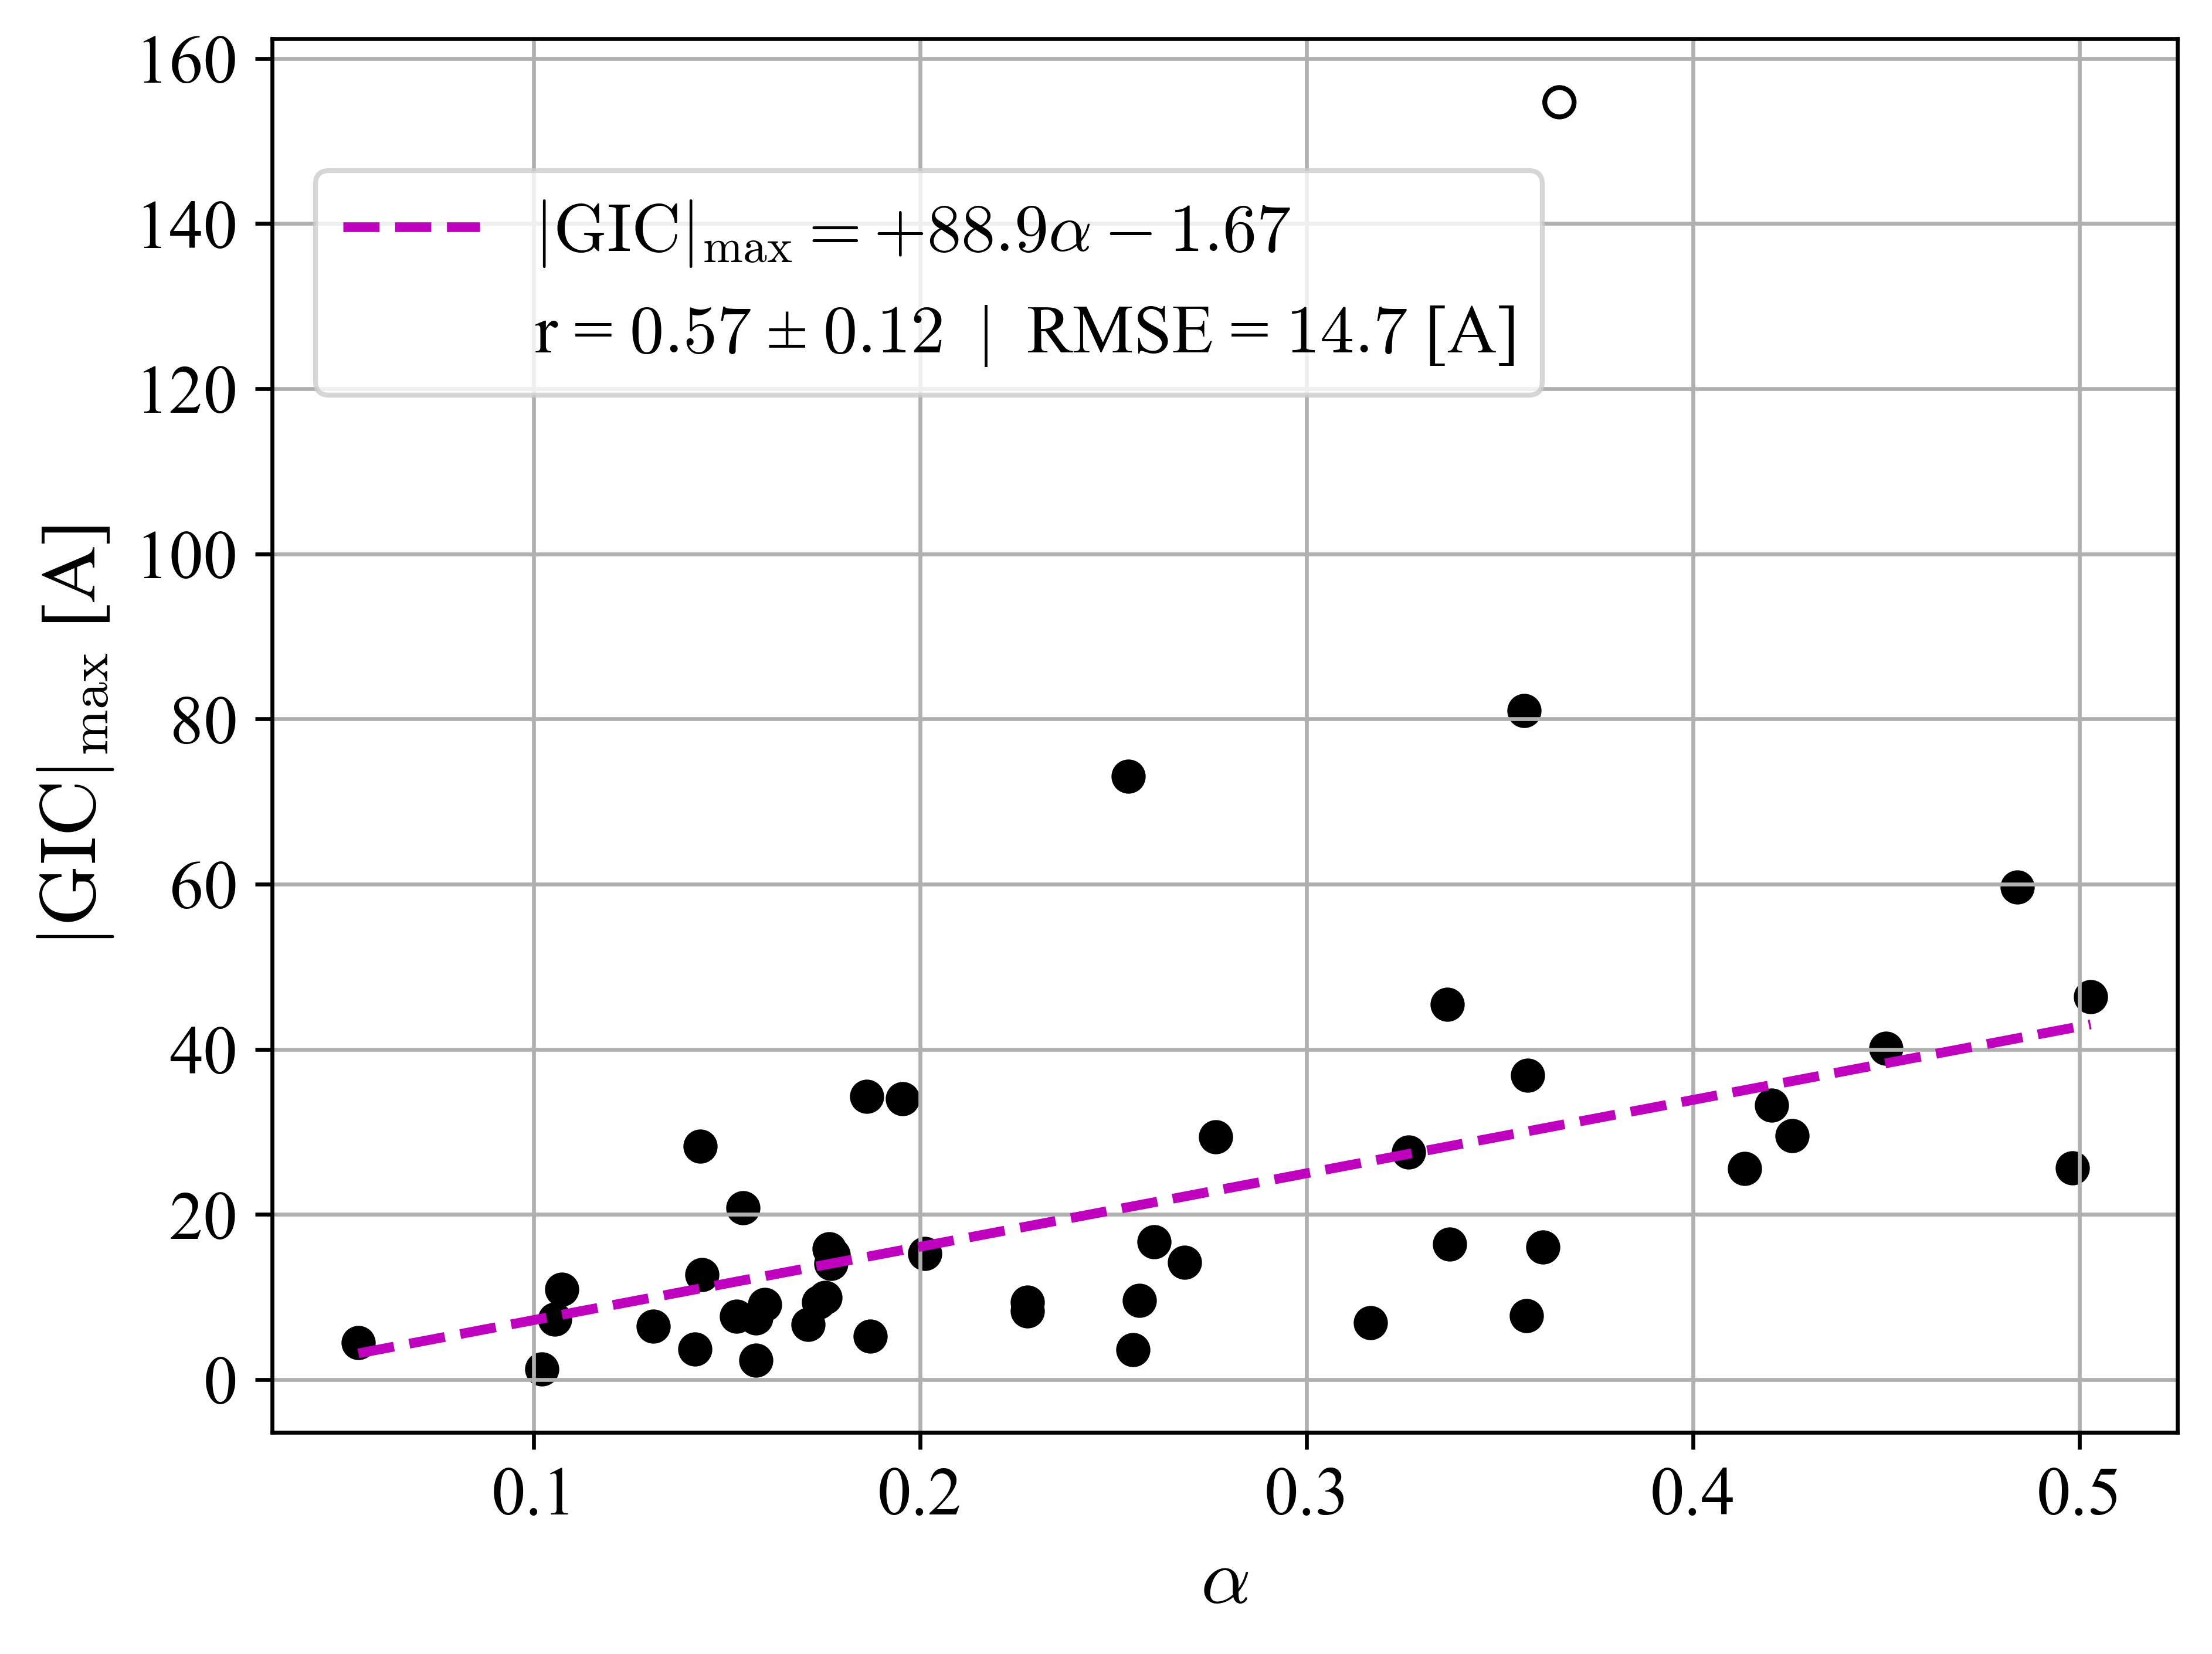 160
140
120
100
80
60
40
20
0
|GIC|max [A]
|GIC|max = +88.9α − 1.67
r = 0.57 ± 0.12 | RMSE = 14.7 [A]
0.1 0.2 0.3 0.4 0.5
α